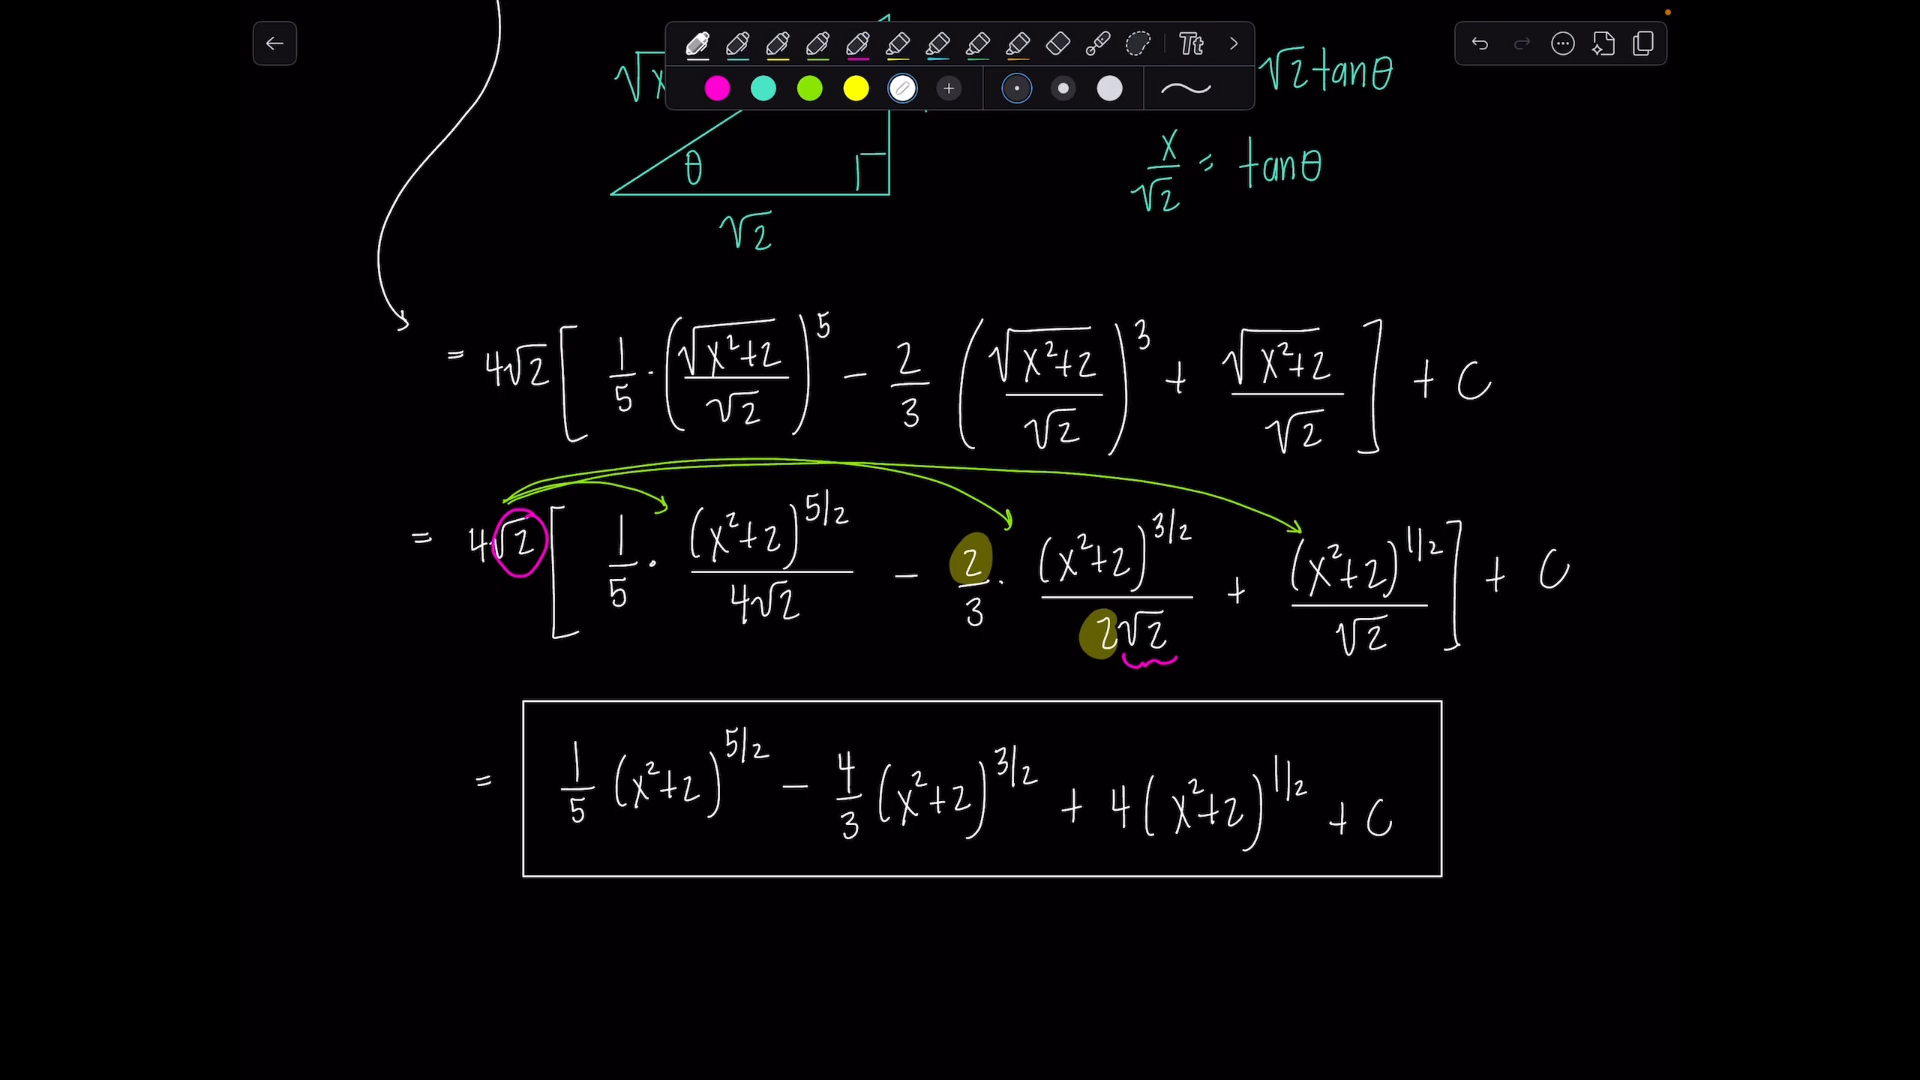 √x Tt √2 tanθ
θ x/√2 = tanθ
√2
= 4√2 [ 1/5 · (√(x²+2)/√2)^5 − 2/3 (√(x²+2)/√2)^3 + √(x²+2)/√2 ] + C
= 4√2 [ 1/5 · (x²+2)^(5/2)/(4√2) − 2/3 · (x²+2)^(3/2)/(2√2) + (x²+2)^(1/2)/√2 ] + C
= 1/5 (x²+2)^(5/2) − 4/3 (x²+2)^(3/2) + 4(x²+2)^(1/2) + C